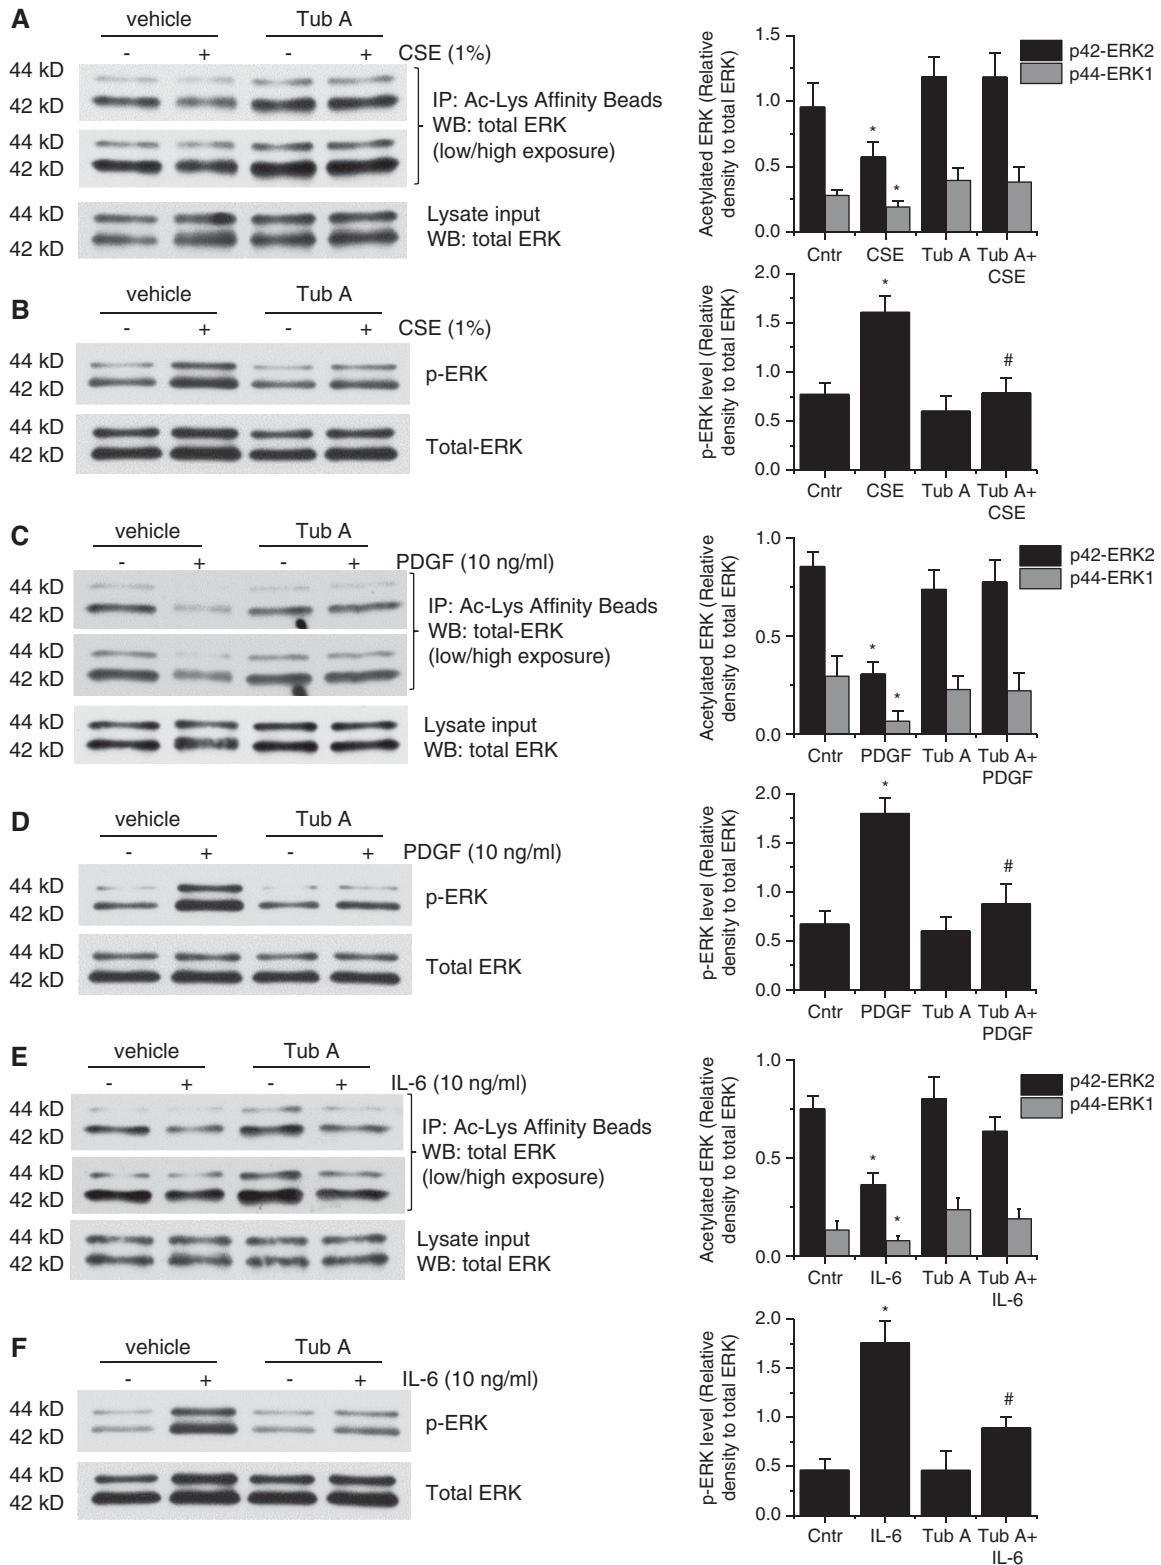 A
vehicle Tub A
- + - + CSE (1%)
44 kD
42 kD
44 kD
42 kD
IP: Ac-Lys Affinity Beads
WB: total ERK
(low/high exposure)
44 kD
42 kD
Lysate input
WB: total ERK
Acetylated ERK (Relative
density to total ERK)
1.5
1.0
0.5
0.0
p42-ERK2
p44-ERK1
*
*
Cntr CSE Tub A Tub A+
CSE
B
vehicle Tub A
- + - + CSE (1%)
44 kD
42 kD
p-ERK
44 kD
42 kD
Total-ERK
p-ERK level (Relative
density to total ERK)
2.0
1.5
1.0
0.5
0.0
*
#
Cntr CSE Tub A Tub A+
CSE
C
vehicle Tub A
- + - + PDGF (10 ng/ml)
44 kD
42 kD
44 kD
42 kD
IP: Ac-Lys Affinity Beads
WB: total-ERK
(low/high exposure)
44 kD
42 kD
Lysate input
WB: total ERK
Acetylated ERK (Relative
density to total ERK)
1.0
0.5
0.0
p42-ERK2
p44-ERK1
*
*
Cntr PDGF Tub A Tub A+
PDGF
D
vehicle Tub A
- + - + PDGF (10 ng/ml)
44 kD
42 kD
p-ERK
44 kD
42 kD
Total ERK
p-ERK level (Relative
density to total ERK)
2.0
1.5
1.0
0.5
0.0
*
#
Cntr PDGF Tub A Tub A+
PDGF
E
vehicle Tub A
- + - + IL-6 (10 ng/ml)
44 kD
42 kD
44 kD
42 kD
IP: Ac-Lys Affinity Beads
WB: total ERK
(low/high exposure)
44 kD
42 kD
Lysate input
WB: total ERK
Acetylated ERK (Relative
density to total ERK)
1.0
0.5
0.0
p42-ERK2
p44-ERK1
*
*
Cntr IL-6 Tub A Tub A+
IL-6
F
vehicle Tub A
- + - + IL-6 (10 ng/ml)
44 kD
42 kD
p-ERK
44 kD
42 kD
Total ERK
p-ERK level (Relative
density to total ERK)
2.0
1.5
1.0
0.5
0.0
*
#
Cntr IL-6 Tub A Tub A+
IL-6